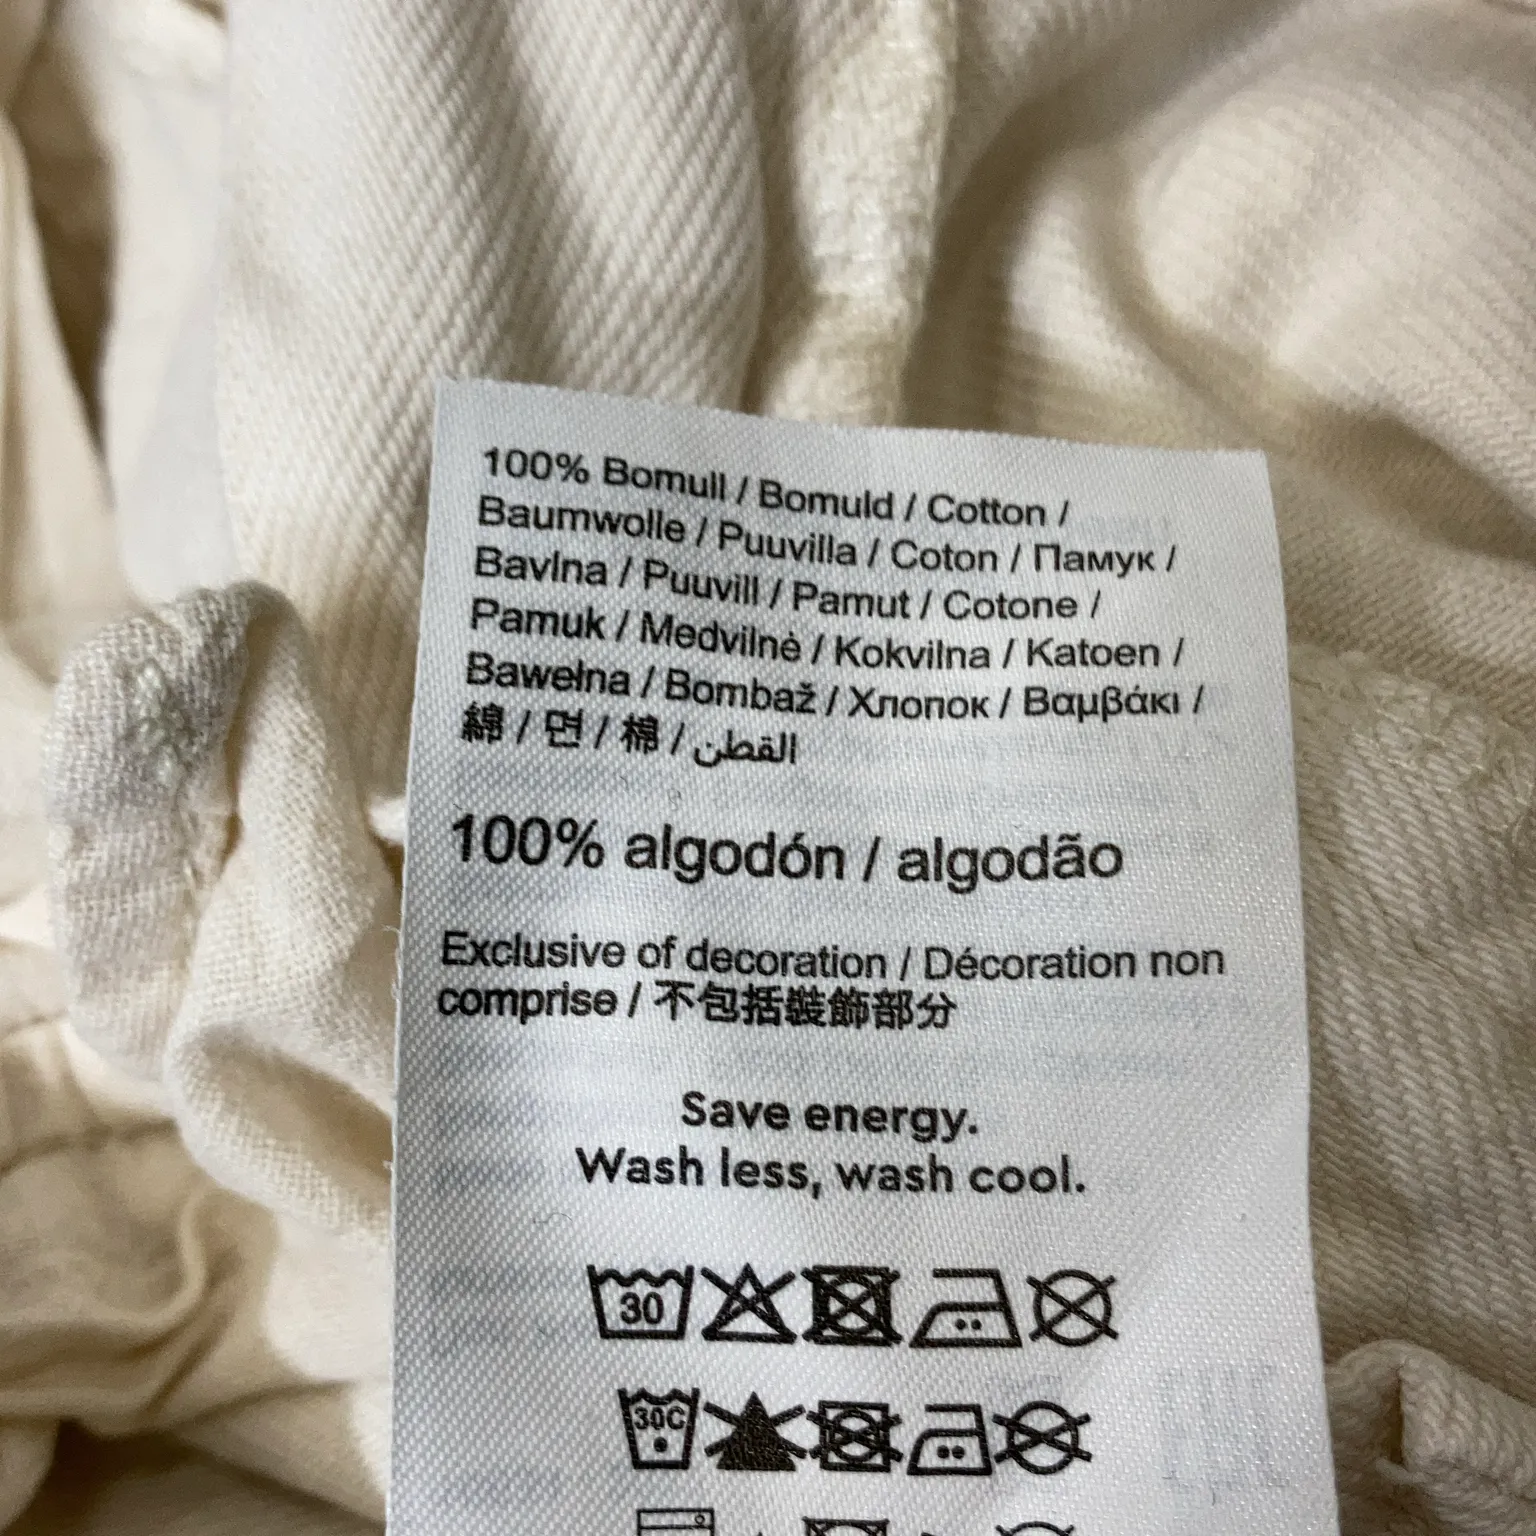 100% Bomull / Bomuld / Cotton /
Baumwolle / Puuvilla / Coton / Памук /
Bavlna / Puuvill / Pamut / Cotone /
Pamuk / Medvilnė / Kokvilna / Katoen /
Bawełna / Bombaž / Хлопок / Βαμβάκι /
綿 / 면 / 棉 / القطن
100% algodón / algodão
Exclusive of decoration / Décoration non
comprise / 不包括裝飾部分
Save energy.
Wash less, wash cool.
30
30C